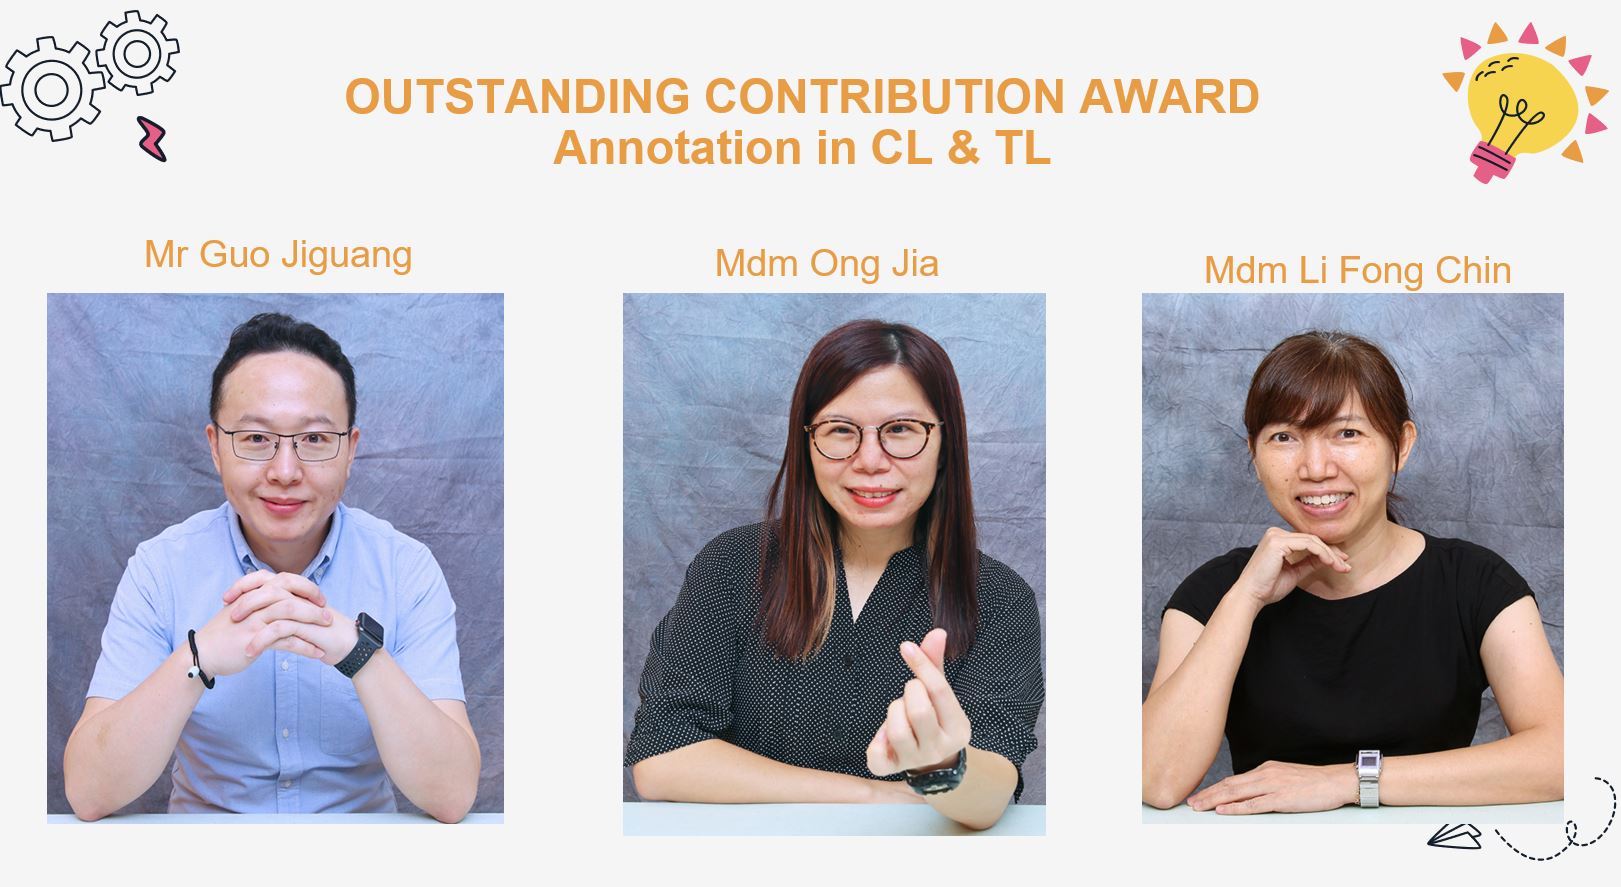 OUTSTANDING CONTRIBUTION AWARD
Annotation in CL & TL
Mr Guo Jiguang
Mdm Ong Jia
Mdm Li Fong Chin